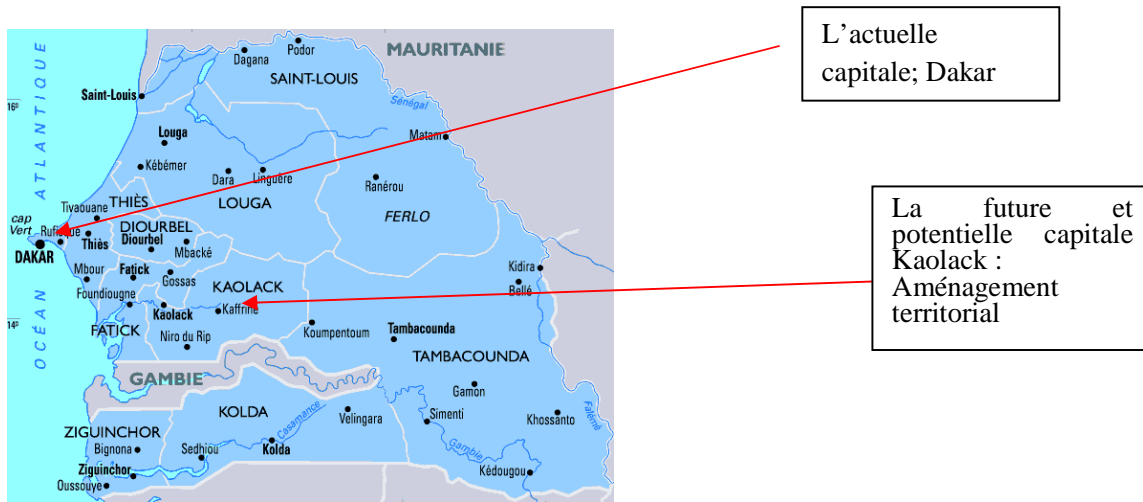 L’actuelle
capitale; Dakar
La future et
potentielle capitale
Kaolack :
Aménagement
territorial
MAURITANIE
Podor
Dagana
SAINT-LOUIS
Saint-Louis
16º
Sénégal
Matam
OCÉAN ATLANTIQUE
Louga
Kébémer
Dara
Linguère
Ranérou
LOUGA
FERLO
THIÈS
Tivaouane
cap
Vert
Rufisque
Thiès
DIOURBEL
Diourbel
Mbacké
DAKAR
Mbour
Fatick
Gossas
KAOLACK
Kidira
Bellé
Foundiougne
Kaolack
Kaffrine
14º
FATICK
Niro du Rip
Koumpentoum
Tambacounda
TAMBACOUNDA
GAMBIE
Gamon
KOLDA
Casamance
Velingara
Simenti
Khossanto
Falémé
ZIGUINCHOR
Bignona
Sedhiou
Kolda
Gambie
Ziguinchor
Oussouye
Kédougou